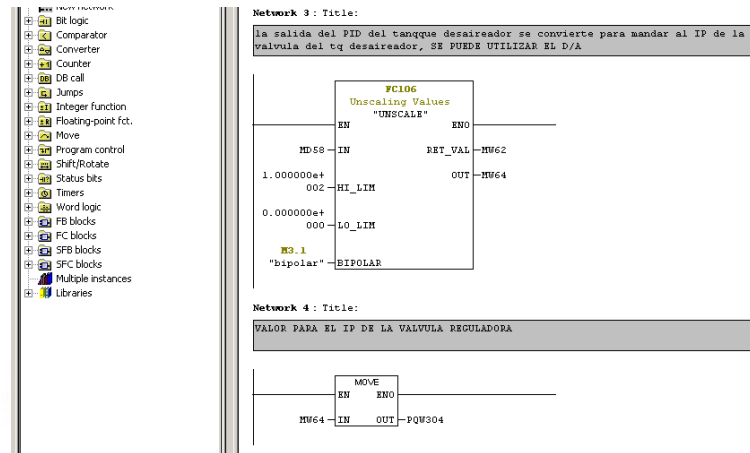 New network
Bit logic
Comparator
Converter
Counter
DB call
Jumps
Integer function
Floating-point fct.
Move
Program control
Shift/Rotate
Status bits
Timers
Word logic
FB blocks
FC blocks
SFB blocks
SFC blocks
Multiple instances
Libraries
Network 3 : Title:
la salida del PID del tanqque desaireador se convierte para mandar al IP de la
valvula del tq desaireador, SE PUEDE UTILIZAR EL D/A
FC106
Unscaling Values
"UNSCALE"
EN ENO
MD58 IN RET_VAL MW62
1.000000e+ OUT MW64
002 HI_LIM
0.000000e+
000 LO_LIM
M3.1
"bipolar" BIPOLAR
Network 4 : Title:
VALOR PARA EL IP DE LA VALVULA REGULADORA
MOVE
EN ENO
MW64 IN OUT PQW304